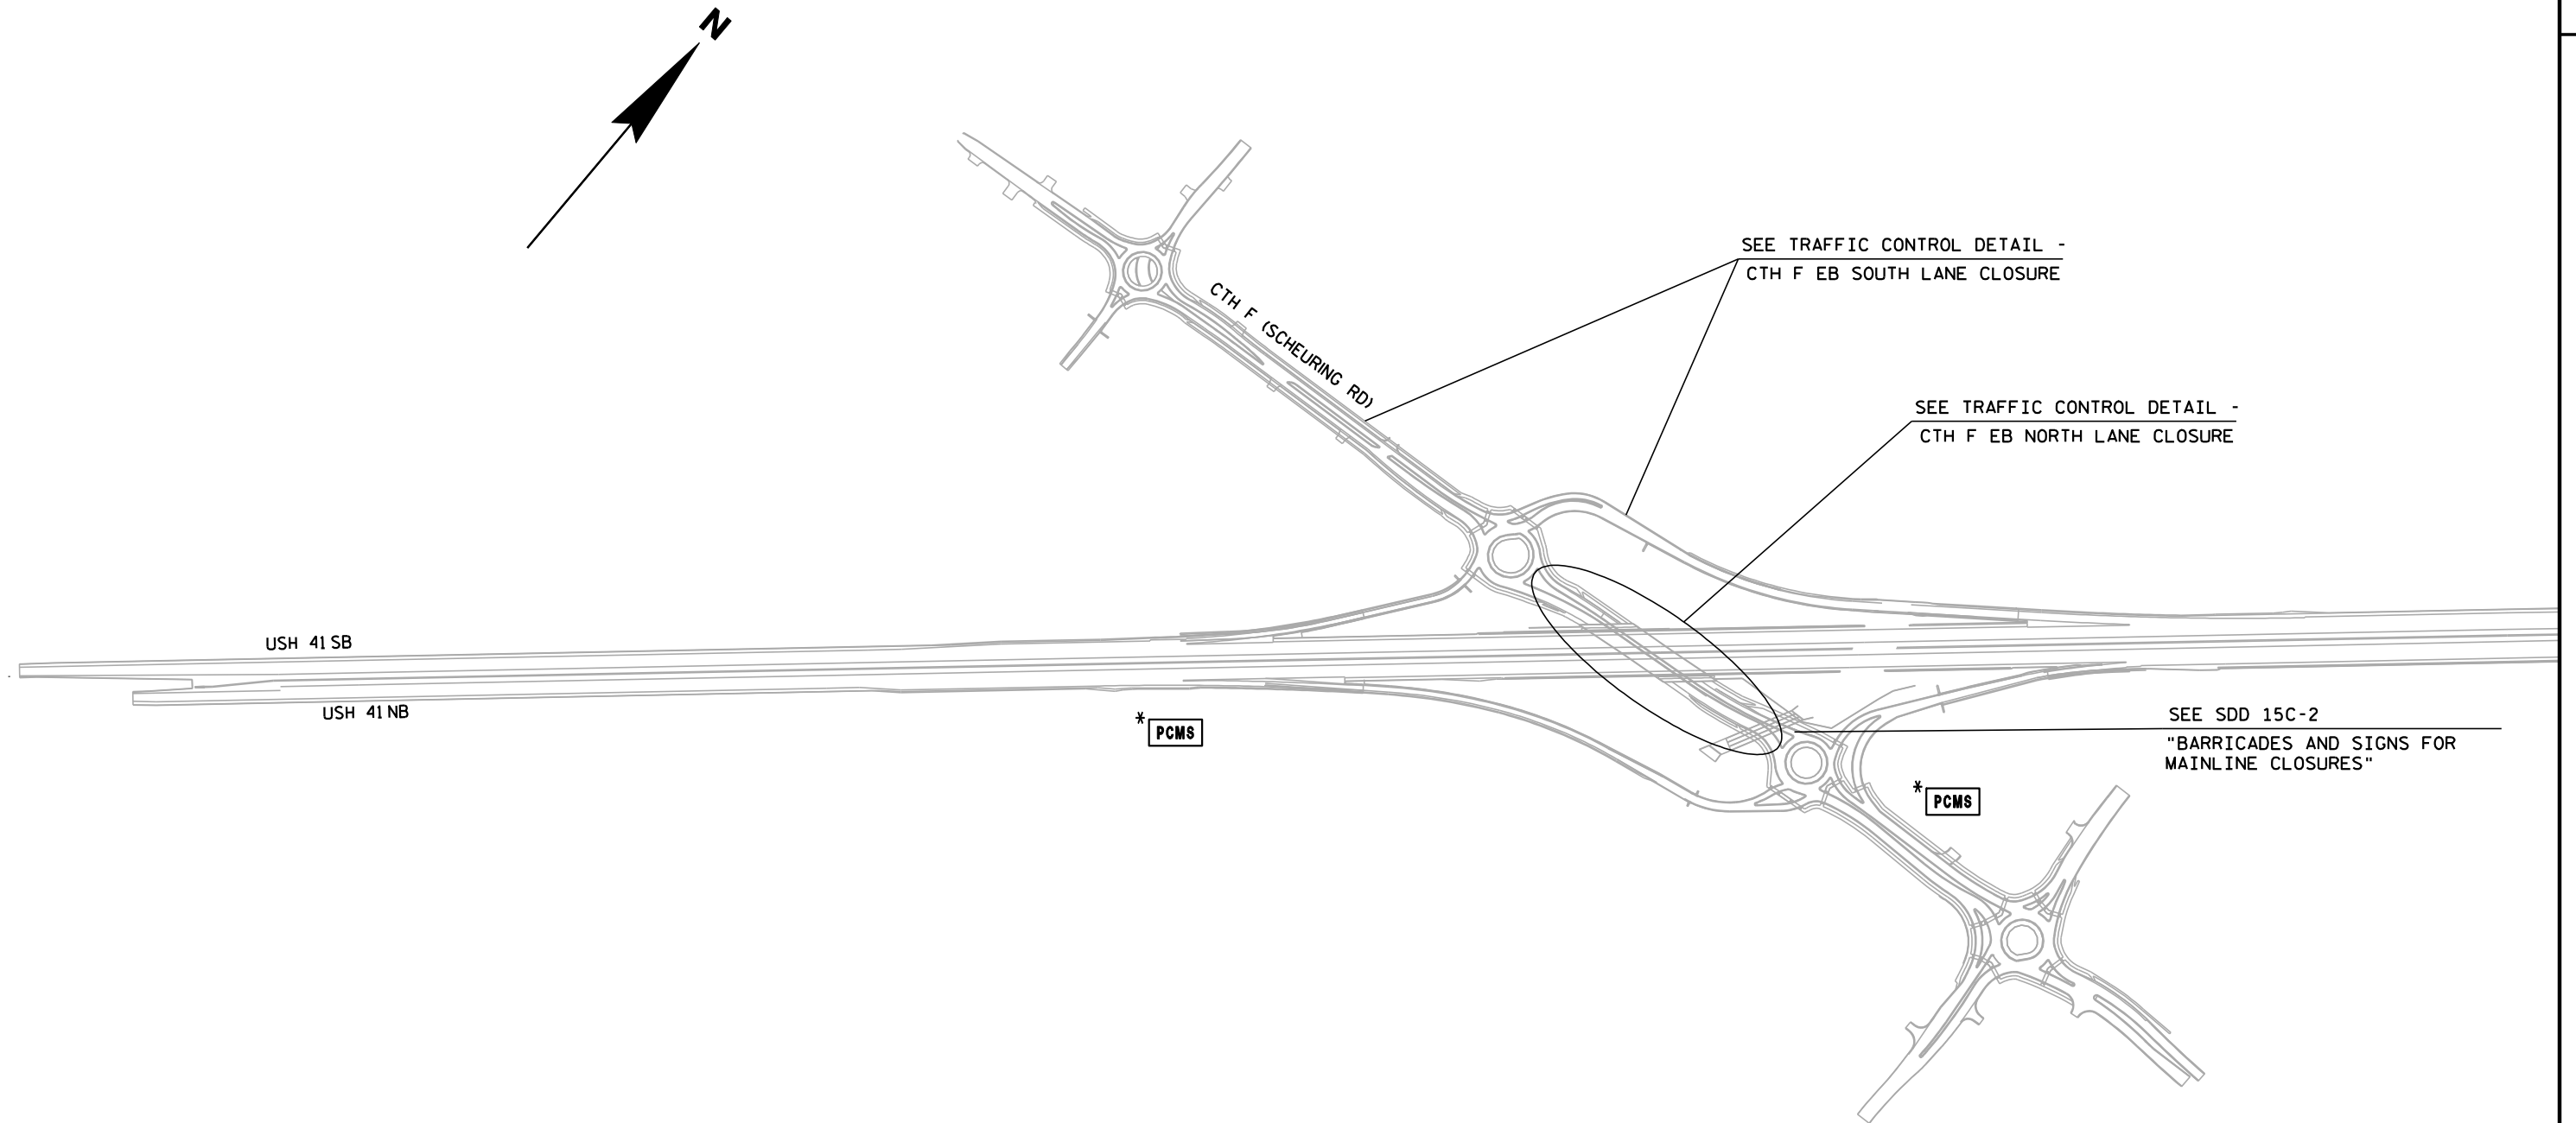 N
SEE TRAFFIC CONTROL DETAIL -
CTH F EB SOUTH LANE CLOSURE
CTH F (SCHEURING RD)
SEE TRAFFIC CONTROL DETAIL -
CTH F EB NORTH LANE CLOSURE
USH 41 SB
USH 41 NB
* PCMS
SEE SDD 15C-2
"BARRICADES AND SIGNS FOR
MAINLINE CLOSURES"
* PCMS